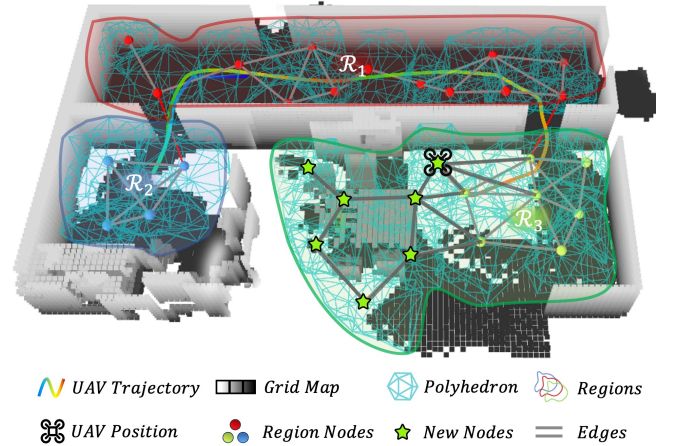 R₁
R₂
R₃
UAV Trajectory Grid Map Polyhedron Regions
UAV Position Region Nodes New Nodes Edges